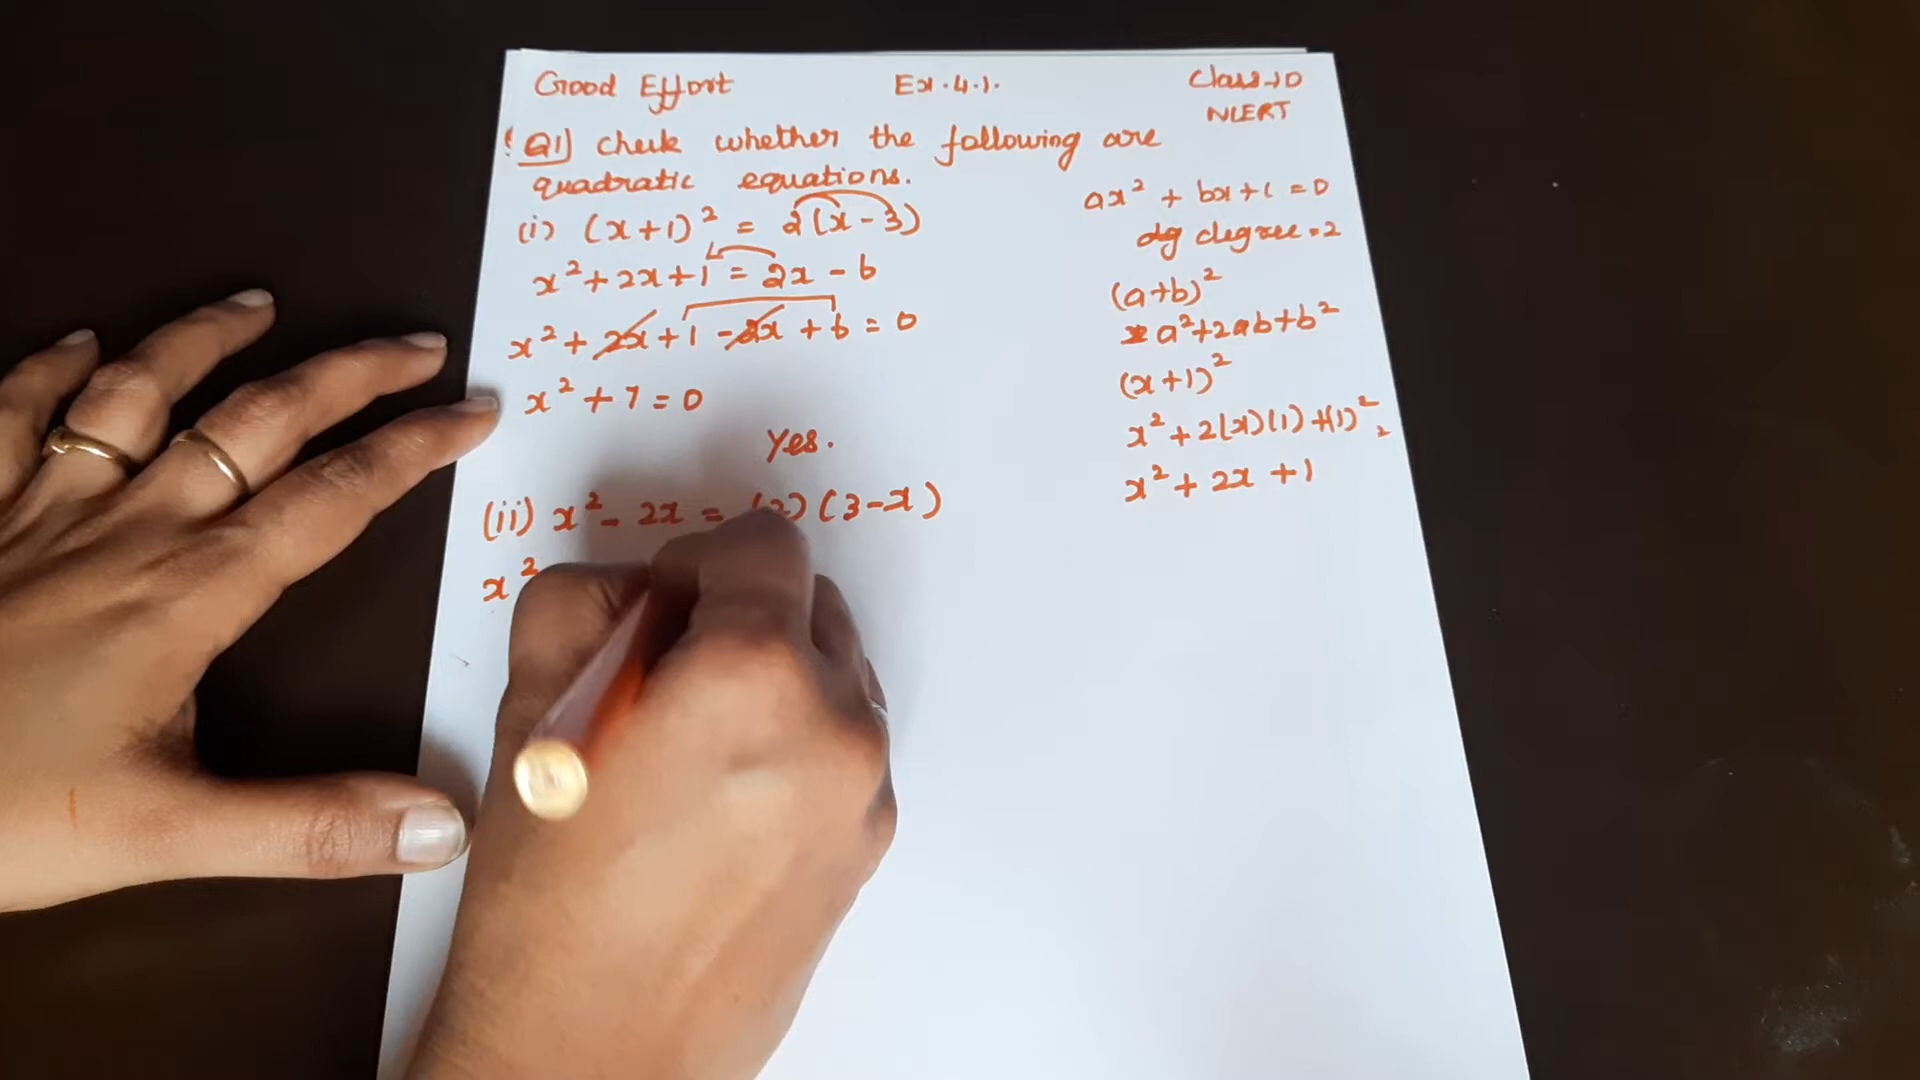 Good Effort Ex.4.1. Class-10
NCERT
Q1) Check whether the following are
quadratic equations.
(i) (x+1)² = 2(x-3)
x²+2x+1 = 2x - 6
x² + 2x + 1 - 2x + 6 = 0
x² + 7 = 0
Yes.
(ii) x² - 2x = (3-x)
x²
ax² + bx + c = 0
dg degree = 2
(a+b)²
a²+2ab+b²
(x+1)²
x² + 2(x)(1) + (1)²
x² + 2x + 1